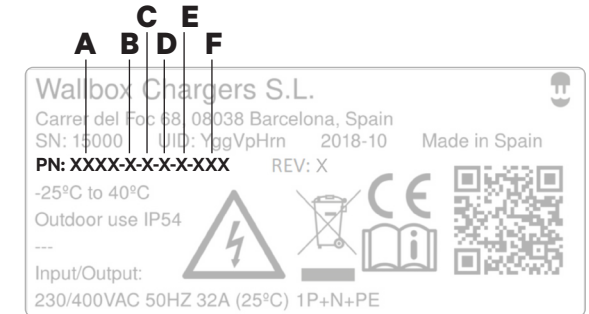 C E
A B D F
Wallbox Chargers S.L.
Carrer del Foc 68, 08038 Barcelona, Spain
SN: 15000 UID: YggVpHrn 2018-10 Made in Spain
PN: XXXX-X-X-X-X-XXX REV: X
-25ºC to 40ºC
Outdoor use IP54
---
Input/Output:
230/400VAC 50HZ 32A (25ºC) 1P+N+PE
CE
i